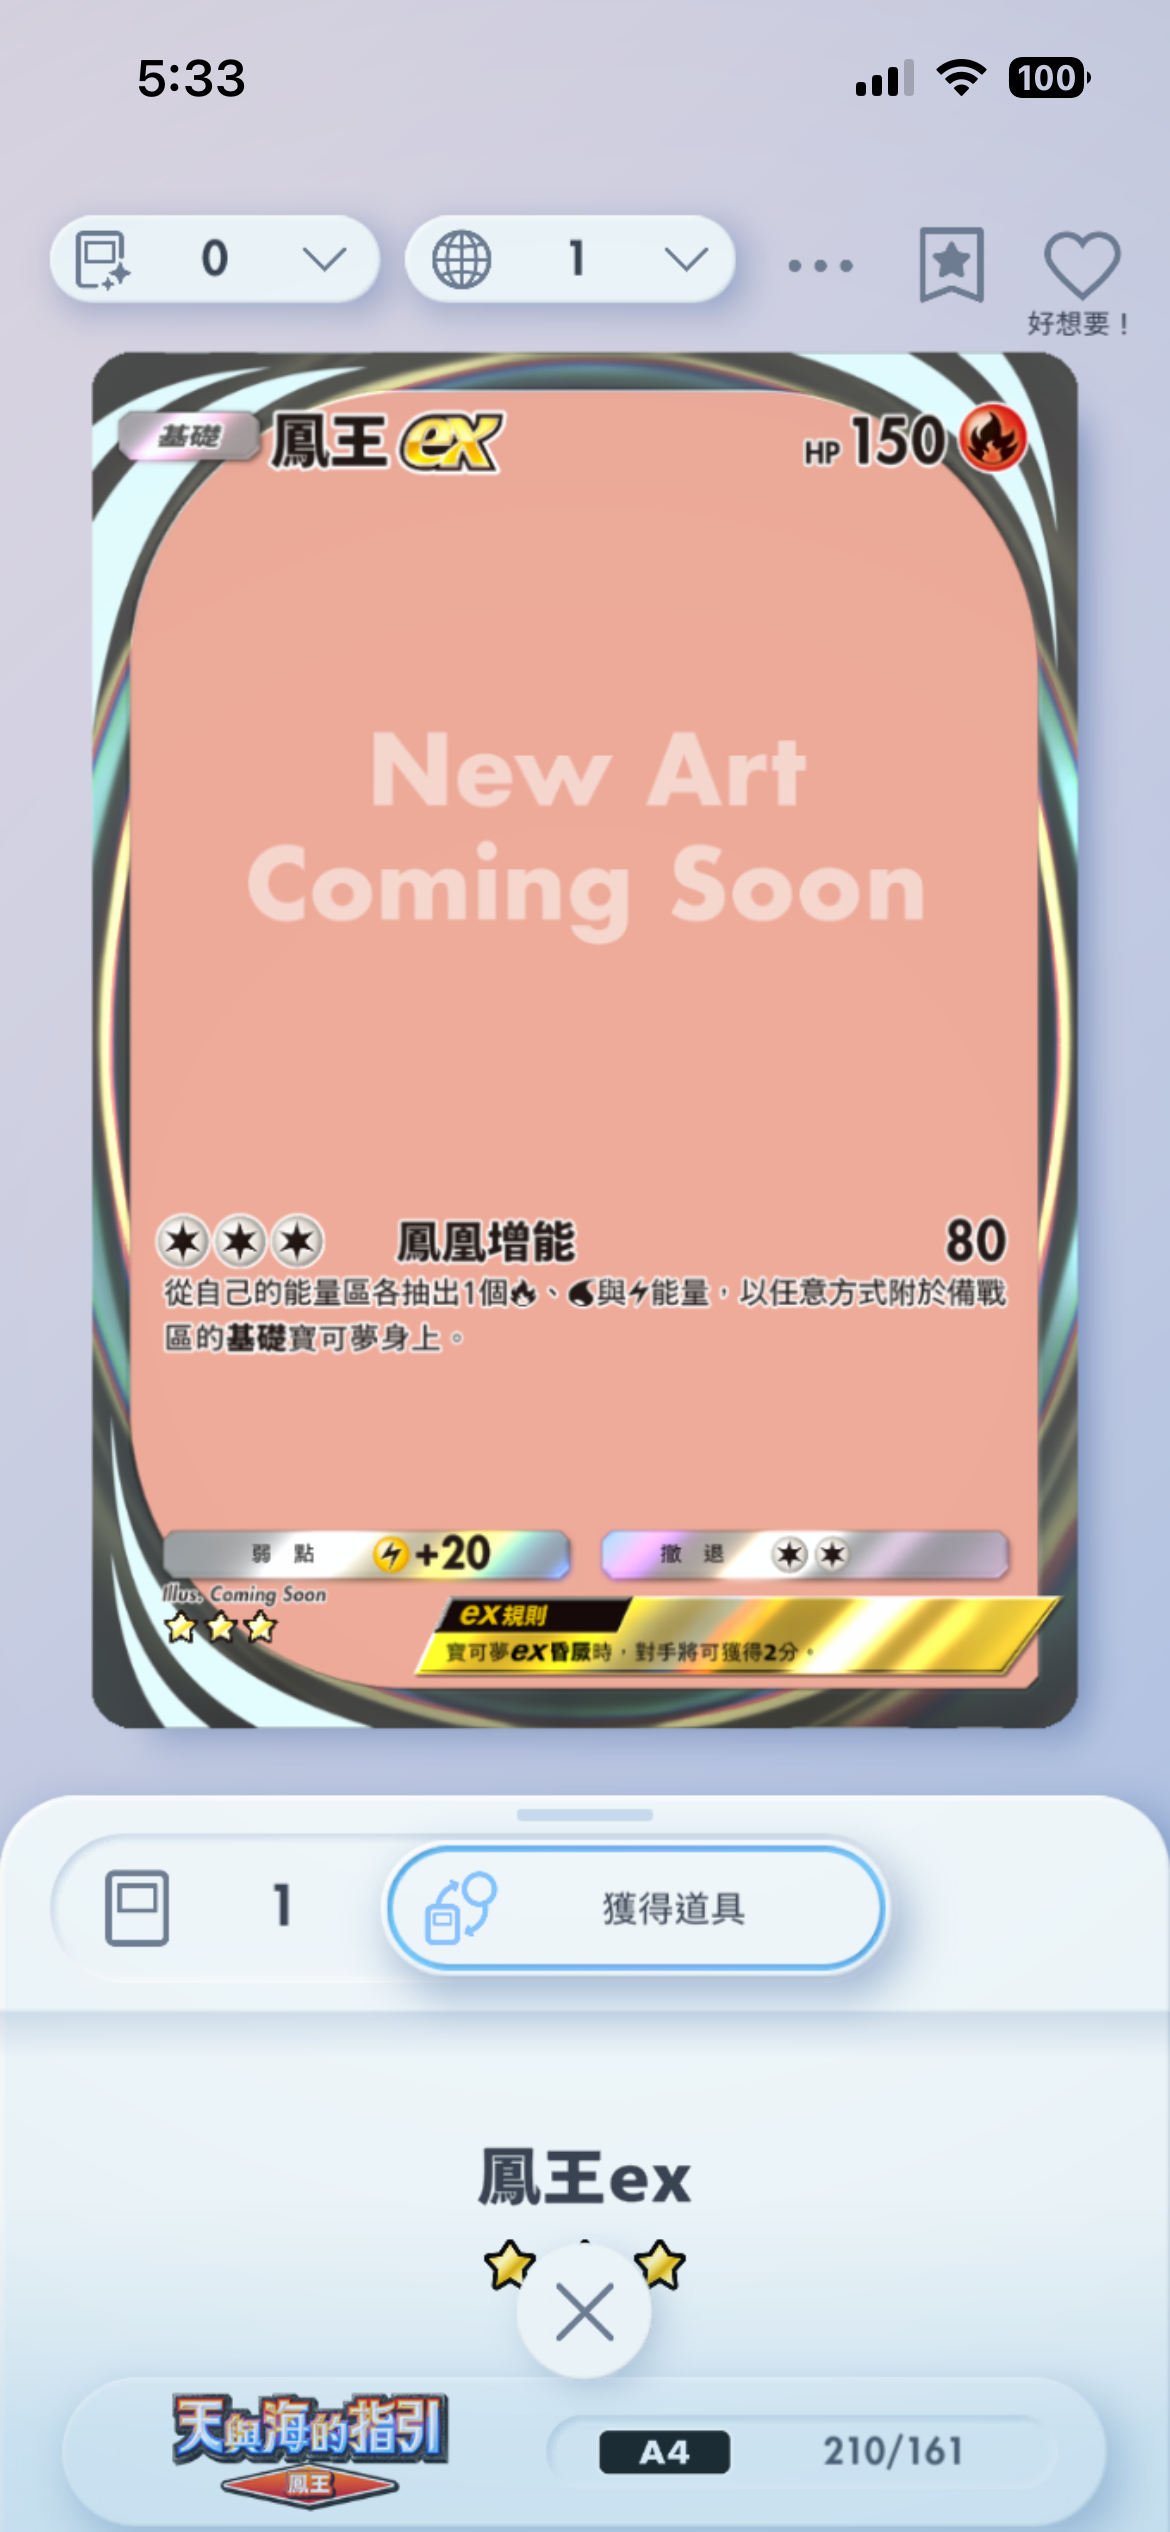 5:33
100
0
1
好想要！
基礎 鳳王ex HP 150
New Art
Coming Soon
鳳凰增能 80
從自己的能量區各抽出1個、與能量，以任意方式附於備戰
區的基礎寶可夢身上。
弱點 +20 撤退
Illus. Coming Soon
ex規則
寶可夢ex昏厥時，對手將可獲得2分。
1 獲得道具
鳳王ex
天與海的指引
鳳王
A4 210/161